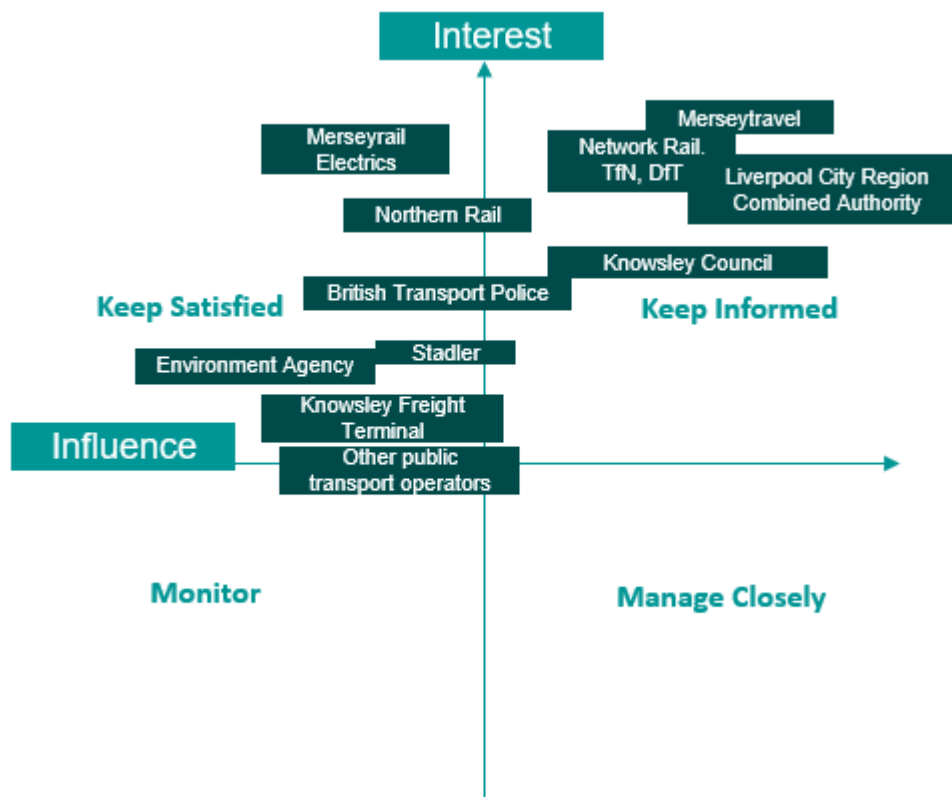 Interest
Merseytravel
Merseyrail
Electrics
Network Rail.
TfN, DfT
Liverpool City Region
Combined Authority
Northern Rail
Knowsley Council
British Transport Police
Keep Satisfied
Keep Informed
Stadler
Environment Agency
Knowsley Freight
Terminal
Influence
Other public
transport operators
Monitor
Manage Closely